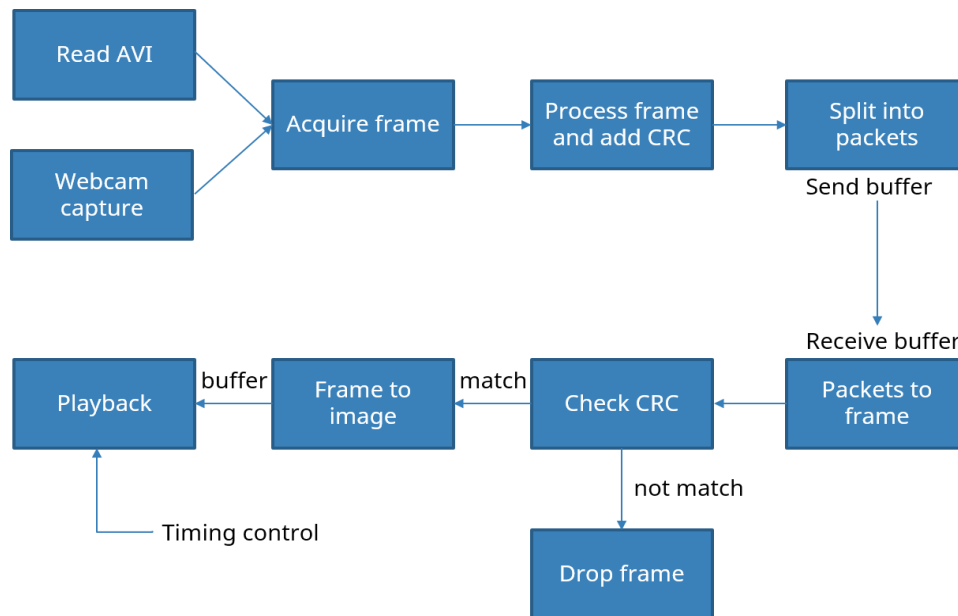 Read AVI
Webcam
capture
Acquire frame
Process frame
and add CRC
Split into
packets
Send buffer
Receive buffer
Packets to
frame
Check CRC
match
Frame to
image
buffer
Playback
not match
Timing control
Drop frame